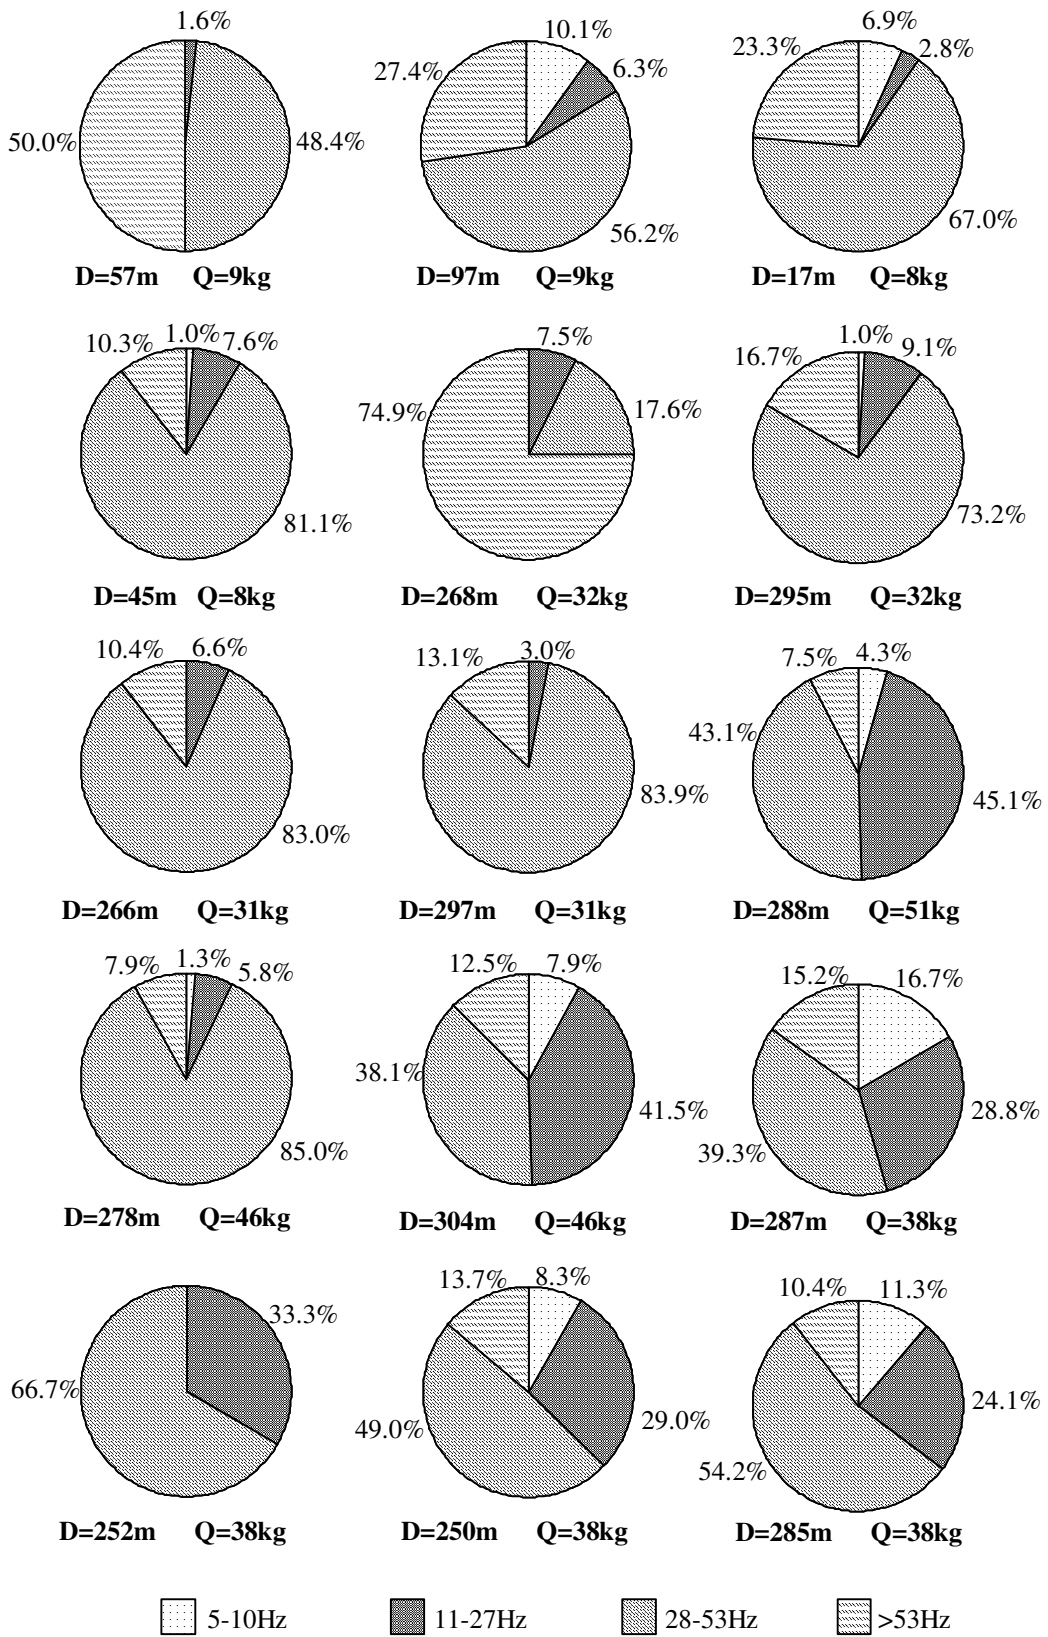 1.6%
50.0%
48.4%
D=57m Q=9kg
10.1%
27.4%
6.3%
56.2%
D=97m Q=9kg
6.9%
23.3%
2.8%
67.0%
D=17m Q=8kg
10.3%
1.0%
7.6%
81.1%
D=45m Q=8kg
7.5%
74.9%
17.6%
D=268m Q=32kg
1.0%
16.7%
9.1%
73.2%
D=295m Q=32kg
10.4%
6.6%
83.0%
D=266m Q=31kg
13.1%
3.0%
83.9%
D=297m Q=31kg
7.5%
4.3%
43.1%
45.1%
D=288m Q=51kg
7.9%
1.3%
5.8%
85.0%
D=278m Q=46kg
12.5%
7.9%
38.1%
41.5%
D=304m Q=46kg
15.2%
16.7%
28.8%
39.3%
D=287m Q=38kg
33.3%
66.7%
D=252m Q=38kg
13.7%
8.3%
49.0%
29.0%
D=250m Q=38kg
10.4%
11.3%
24.1%
54.2%
D=285m Q=38kg
5-10Hz
11-27Hz
28-53Hz
>53Hz